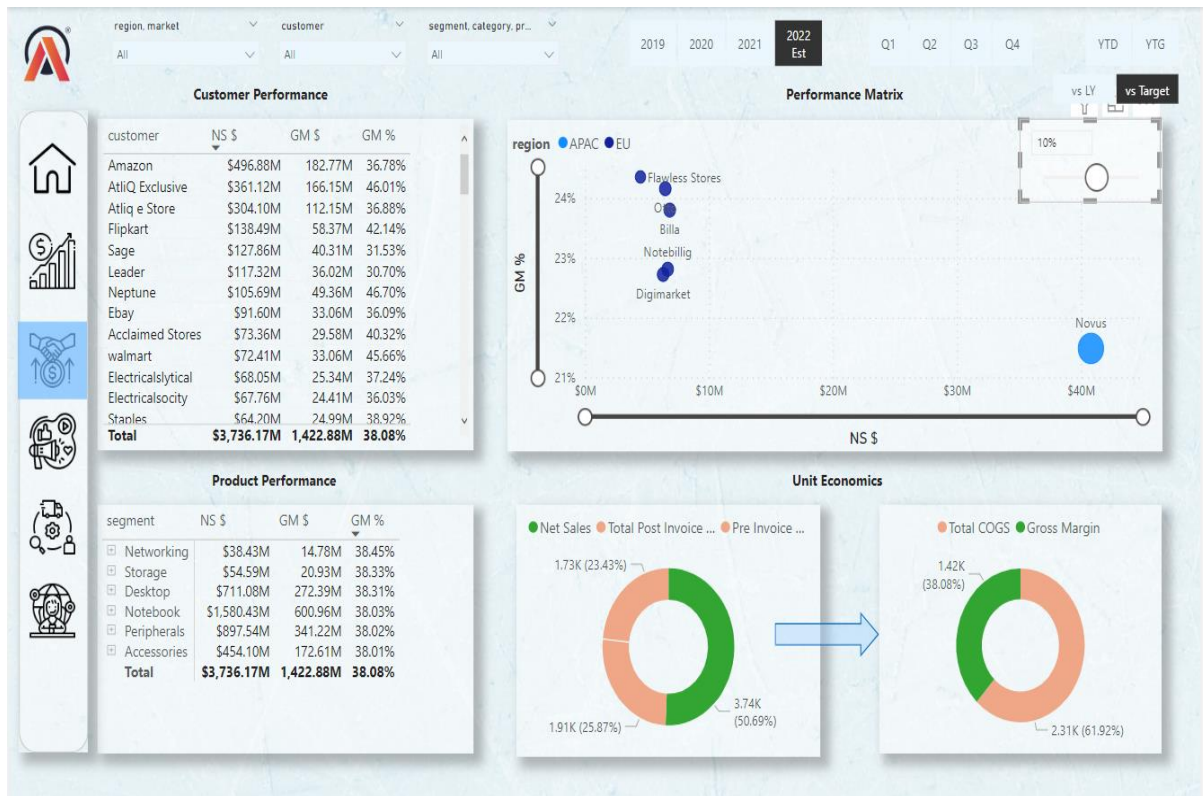 region, market
customer
segment, category, pr...
All
All
All
2019
2020
2021
2022
Est
Q1
Q2
Q3
Q4
YTD
YTG
vs LY
vs Target
Customer Performance
customer NS $ GM $ GM %
Amazon $496.88M 182.77M 36.78%
AtliQ Exclusive $361.12M 166.15M 46.01%
Atliq e Store $304.10M 112.15M 36.88%
Flipkart $138.49M 58.37M 42.14%
Sage $127.86M 40.31M 31.53%
Leader $117.32M 36.02M 30.70%
Neptune $105.69M 49.36M 46.70%
Ebay $91.60M 33.06M 36.09%
Acclaimed Stores $73.36M 29.58M 40.32%
walmart $72.41M 33.06M 45.66%
Electricalslytical $68.05M 25.34M 37.24%
Electricalsocity $67.76M 24.41M 36.03%
Staples $64.20M 24.99M 38.92%
Total $3,736.17M 1,422.88M 38.08%
Performance Matrix
region APAC EU
10%
GM %
24%
23%
22%
21%
Flawless Stores
Billa
Notebillig
Digimarket
Novus
$0M $10M $20M $30M $40M
NS $
Product Performance
segment NS $ GM $ GM %
Networking $38.43M 14.78M 38.45%
Storage $54.59M 20.93M 38.33%
Desktop $711.08M 272.39M 38.31%
Notebook $1,580.43M 600.96M 38.03%
Peripherals $897.54M 341.22M 38.02%
Accessories $454.10M 172.61M 38.01%
Total $3,736.17M 1,422.88M 38.08%
Unit Economics
Net Sales Total Post Invoice ... Pre Invoice ...
1.73K (23.43%)
1.91K (25.87%)
3.74K
(50.69%)
Total COGS Gross Margin
1.42K
(38.08%)
2.31K (61.92%)